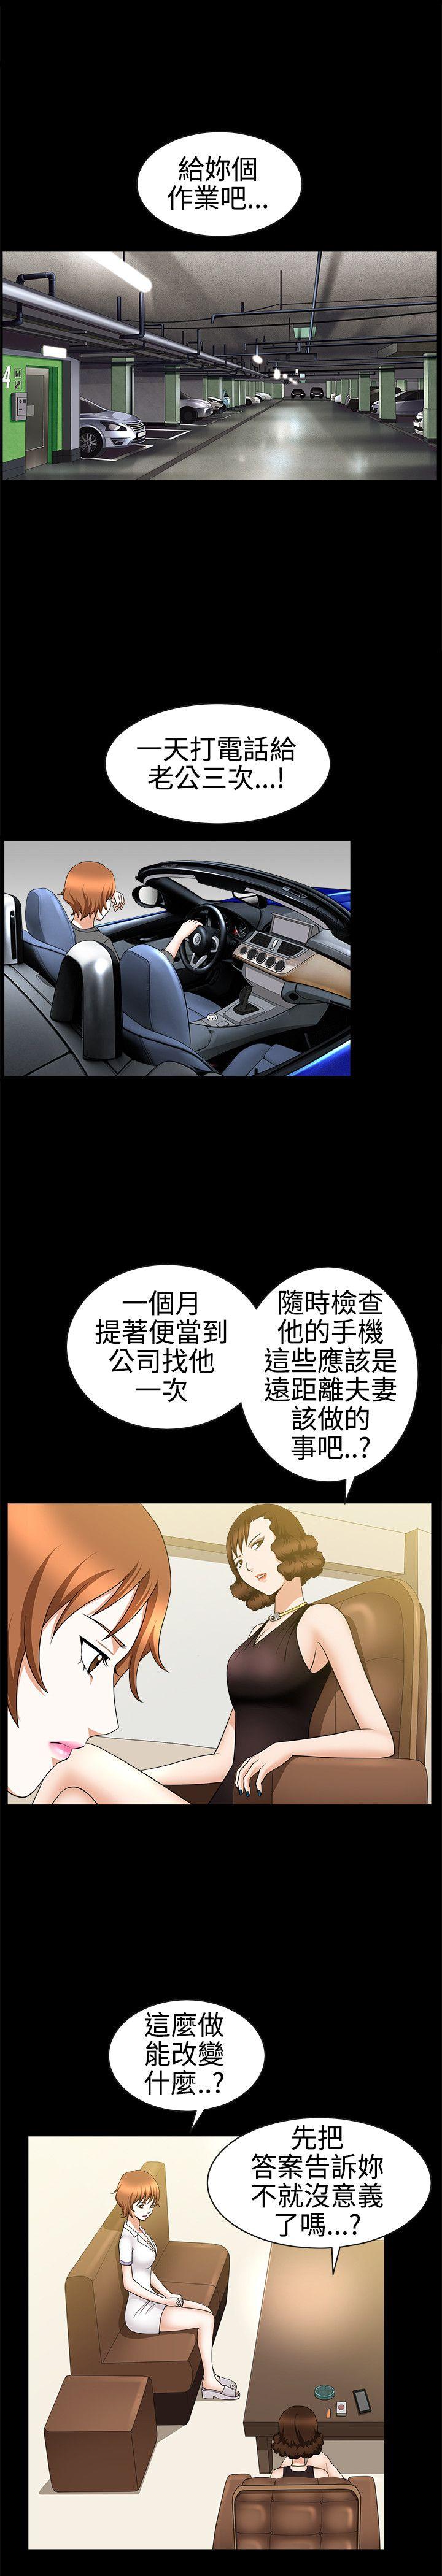 給妳個
作業吧...
4
一天打電話給
老公三次...!
一個月
提著便當到
公司找他
一次
隨時檢查
他的手機
這些應該是
遠距離夫妻
該做的
事吧..?
這麼做
能改變
什麼..?
先把
答案告訴妳
不就沒意義
了嗎...?